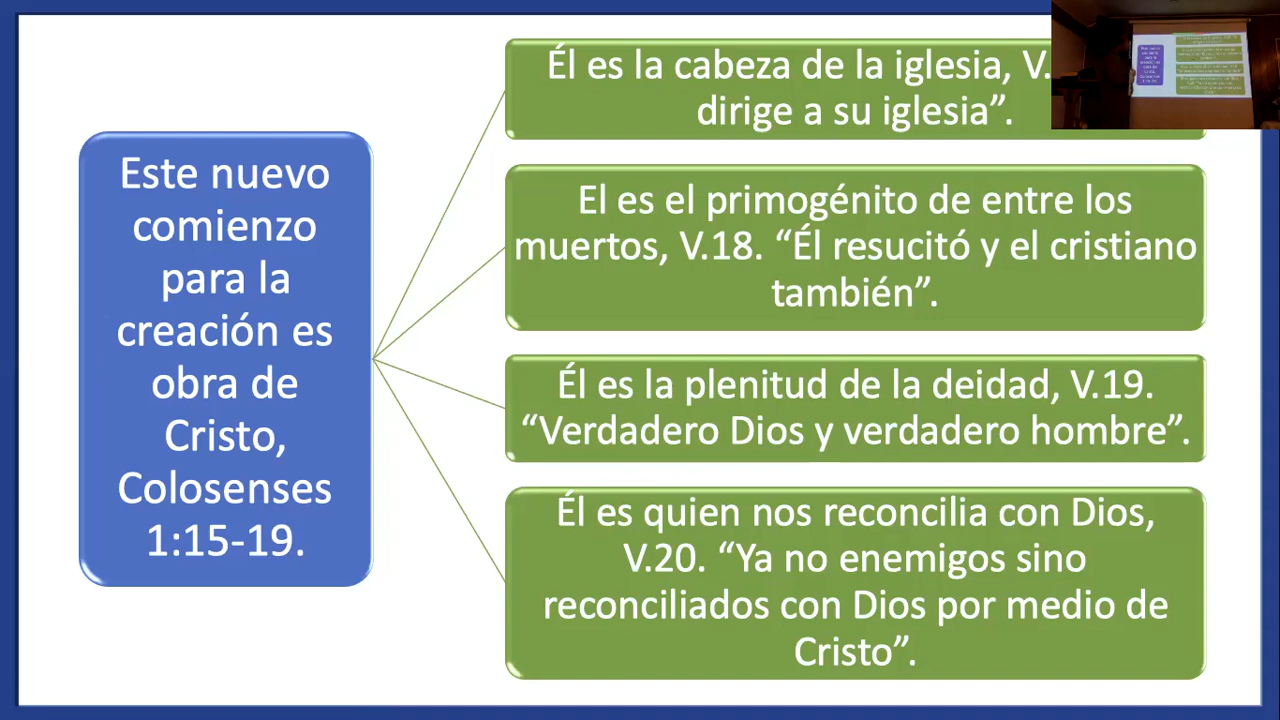 Este nuevo
comienzo
para la
creación es
obra de
Cristo,
Colosenses
1:15-19.
Él es la cabeza de la iglesia, V.
dirige a su iglesia”.
El es el primogénito de entre los
muertos, V.18. “Él resucitó y el cristiano
también”.
Él es la plenitud de la deidad, V.19.
“Verdadero Dios y verdadero hombre”.
Él es quien nos reconcilia con Dios,
V.20. “Ya no enemigos sino
reconciliados con Dios por medio de
Cristo”.